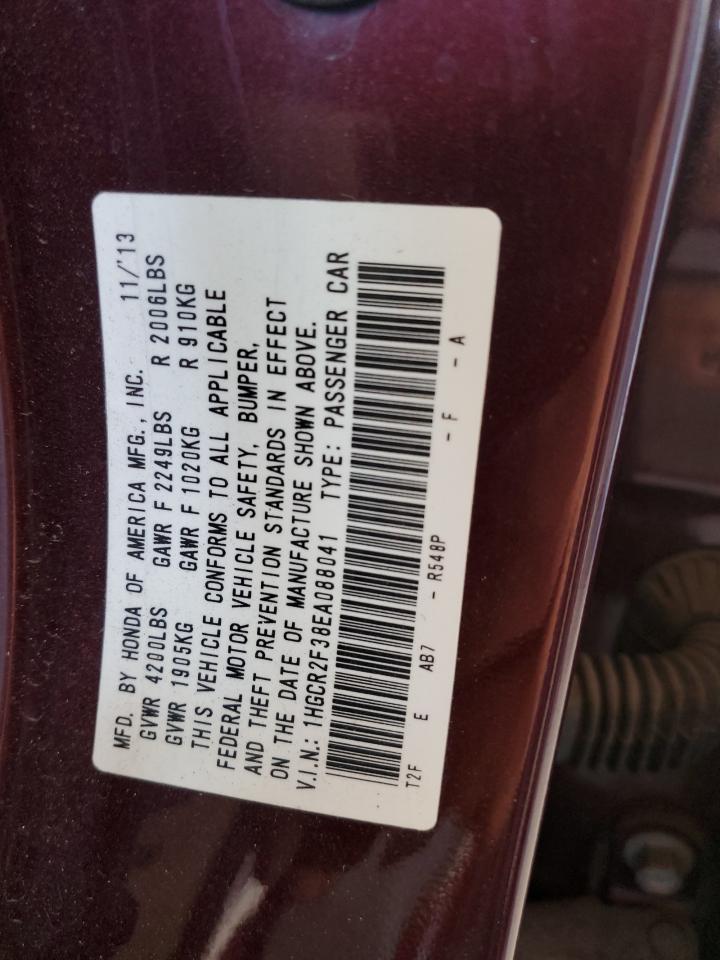 MFD. BY HONDA OF AMERICA MFG., INC. 11/'13
GVWR 4200LBS GAWR F 2249LBS R 2006LBS
GVWR 1905KG GAWR F 1020KG R 910KG
THIS VEHICLE CONFORMS TO ALL APPLICABLE
FEDERAL MOTOR VEHICLE SAFETY, BUMPER,
AND THEFT PREVENTION STANDARDS IN EFFECT
ON THE DATE OF MANUFACTURE SHOWN ABOVE.
V.I.N.: 1HGCR2F38EA088041 TYPE: PASSENGER CAR
T2F E AB7 - R548P - F - A